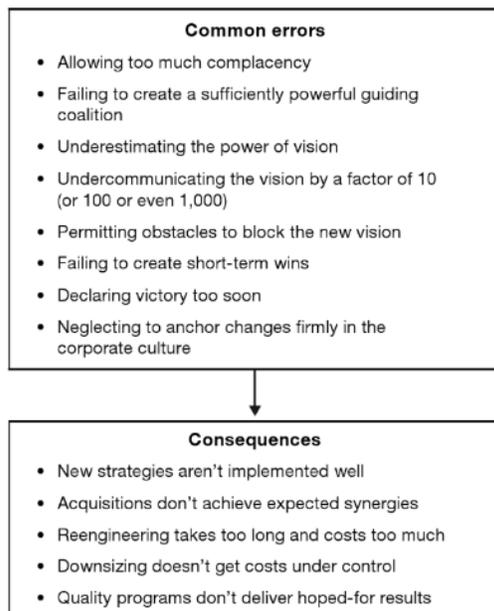 Common errors
• Allowing too much complacency
• Failing to create a sufficiently powerful guiding
coalition
• Underestimating the power of vision
• Undercommunicating the vision by a factor of 10
(or 100 or even 1,000)
• Permitting obstacles to block the new vision
• Failing to create short-term wins
• Declaring victory too soon
• Neglecting to anchor changes firmly in the
corporate culture
Consequences
• New strategies aren’t implemented well
• Acquisitions don’t achieve expected synergies
• Reengineering takes too long and costs too much
• Downsizing doesn’t get costs under control
• Quality programs don’t deliver hoped-for results